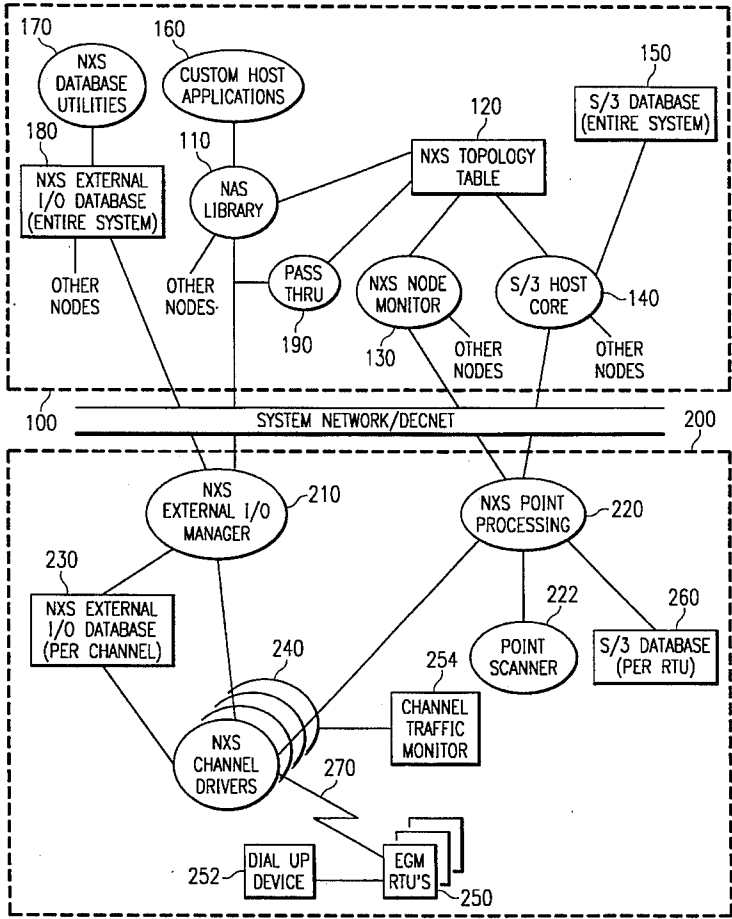 170
NXS
DATABASE
UTILITIES
160
CUSTOM HOST
APPLICATIONS
150
S/3 DATABASE
(ENTIRE SYSTEM)
180
NXS EXTERNAL
I/O DATABASE
(ENTIRE SYSTEM)
110
NAS
LIBRARY
120
NXS TOPOLOGY
TABLE
OTHER
NODES
OTHER
NODES
PASS
THRU
190
NXS NODE
MONITOR
130
OTHER
NODES
S/3 HOST
CORE
140
OTHER
NODES
100
SYSTEM NETWORK/DECNET
200
NXS
EXTERNAL I/O
MANAGER
210
NXS POINT
PROCESSING
220
230
NXS EXTERNAL
I/O DATABASE
(PER CHANNEL)
222
POINT
SCANNER
260
S/3 DATABASE
(PER RTU)
240
NXS
CHANNEL
DRIVERS
254
CHANNEL
TRAFFIC
MONITOR
270
252
DIAL UP
DEVICE
EGM
RTU'S
250